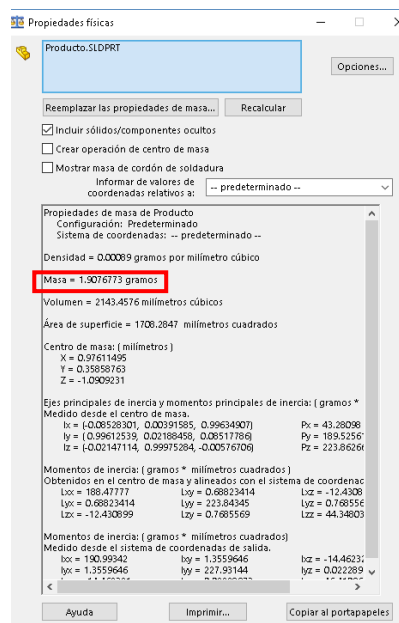 Propiedades físicas
Producto.SLDPRT
Opciones...
Reemplazar las propiedades de masa...
Recalcular
Incluir sólidos/componentes ocultos
Crear operación de centro de masa
Mostrar masa de cordón de soldadura
Informar de valores de coordenadas relativos a:
-- predeterminado --
Propiedades de masa de Producto
Configuración: Predeterminado
Sistema de coordenadas: -- predeterminado --
Densidad = 0.00089 gramos por milímetro cúbico
Masa = 1.9076773 gramos
Volumen = 2143.4576 milímetros cúbicos
Área de superficie = 1708.2847 milímetros cuadrados
Centro de masa: ( milímetros )
X = 0.97611495
Y = 0.35858763
Z = -1.0909231
Ejes principales de inercia y momentos principales de inercia: ( gramos *
Medido desde el centro de masa.
Ix = (-0.08528301, 0.00391585, 0.99634907) Px = 43.28098
Iy = ( 0.99612539, 0.02188458, 0.08517786) Py = 189.5256
Iz = (-0.02147114, 0.99975284, -0.00576706) Pz = 223.8626
Momentos de inercia: ( gramos * milímetros cuadrados )
Obtenidos en el centro de masa y alineados con el sistema de coordenac
Lxx = 188.47777 Lxy = 0.68823414 Lxz = -12.4308
Lyx = 0.68823414 Lyy = 223.84345 Lyz = 0.768556
Lzx = -12.430899 Lzy = 0.7685569 Lzz = 44.34803
Momentos de inercia: ( gramos * milímetros cuadrados)
Medido desde el sistema de coordenadas de salida.
Ixx = 190.99342 Ixy = 1.3559646 Ixz = -14.4623
Iyx = 1.3559646 Iyy = 227.93144 Iyz = 0.022289
Ayuda
Imprimir...
Copiar al portapapeles